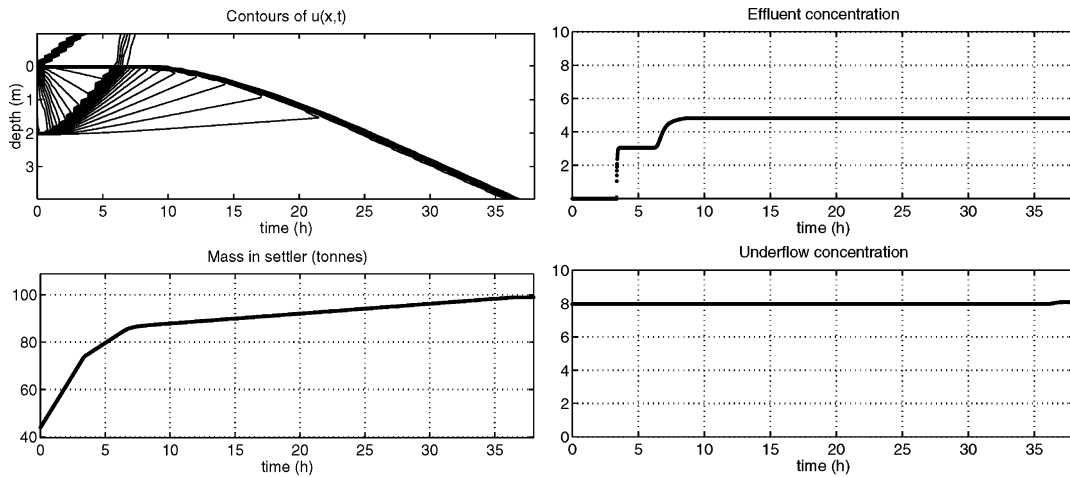 Contours of u(x,t)
depth (m)
0
1
2
3
0 5 10 15 20 25 30 35
time (h)
Effluent concentration
10
8
6
4
2
0 5 10 15 20 25 30 35
time (h)
Mass in settler (tonnes)
100
80
60
40
0 5 10 15 20 25 30 35
time (h)
Underflow concentration
10
8
6
4
2
0
0 5 10 15 20 25 30 35
time (h)